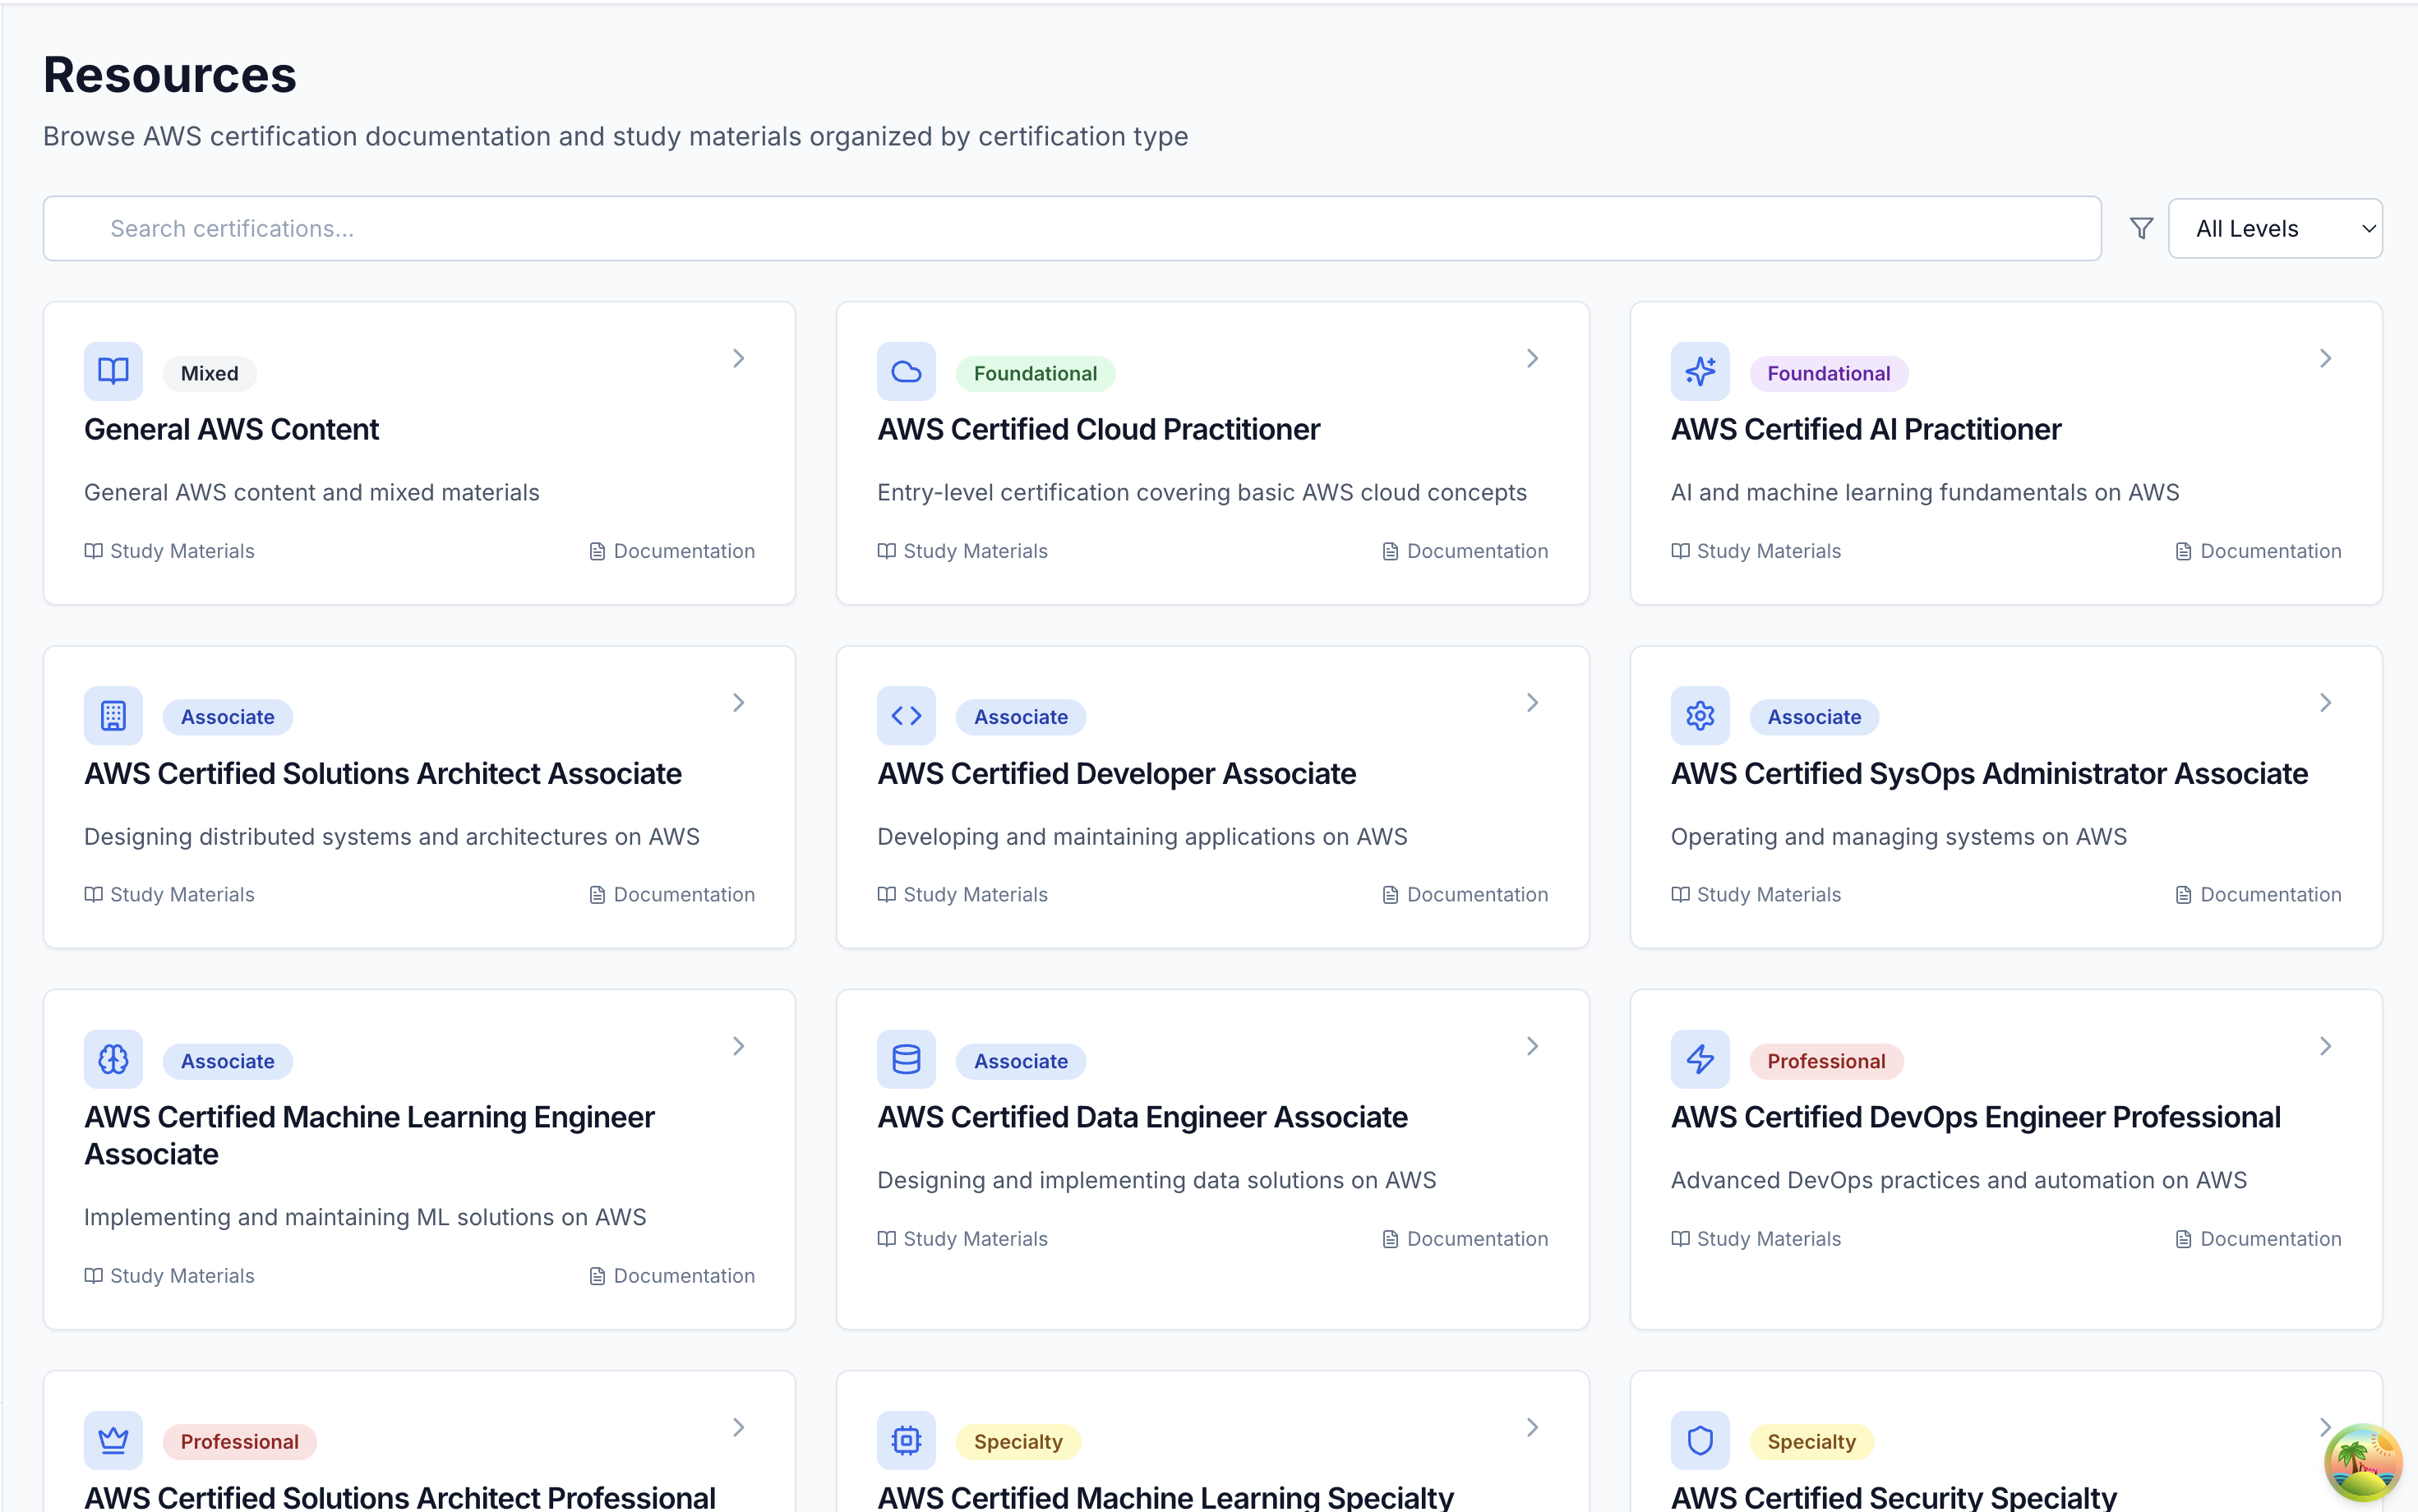 Resources
Browse AWS certification documentation and study materials organized by certification type
Search certifications...
All Levels
Mixed
General AWS Content
General AWS content and mixed materials
Study Materials
Documentation
Foundational
AWS Certified Cloud Practitioner
Entry-level certification covering basic AWS cloud concepts
Study Materials
Documentation
Foundational
AWS Certified AI Practitioner
AI and machine learning fundamentals on AWS
Study Materials
Documentation
Associate
AWS Certified Solutions Architect Associate
Designing distributed systems and architectures on AWS
Study Materials
Documentation
Associate
AWS Certified Developer Associate
Developing and maintaining applications on AWS
Study Materials
Documentation
Associate
AWS Certified SysOps Administrator Associate
Operating and managing systems on AWS
Study Materials
Documentation
Associate
AWS Certified Machine Learning Engineer
Associate
Implementing and maintaining ML solutions on AWS
Study Materials
Documentation
Associate
AWS Certified Data Engineer Associate
Designing and implementing data solutions on AWS
Study Materials
Documentation
Professional
AWS Certified DevOps Engineer Professional
Advanced DevOps practices and automation on AWS
Study Materials
Documentation
Professional
AWS Certified Solutions Architect Professional
Specialty
AWS Certified Machine Learning Specialty
Specialty
AWS Certified Security Specialty